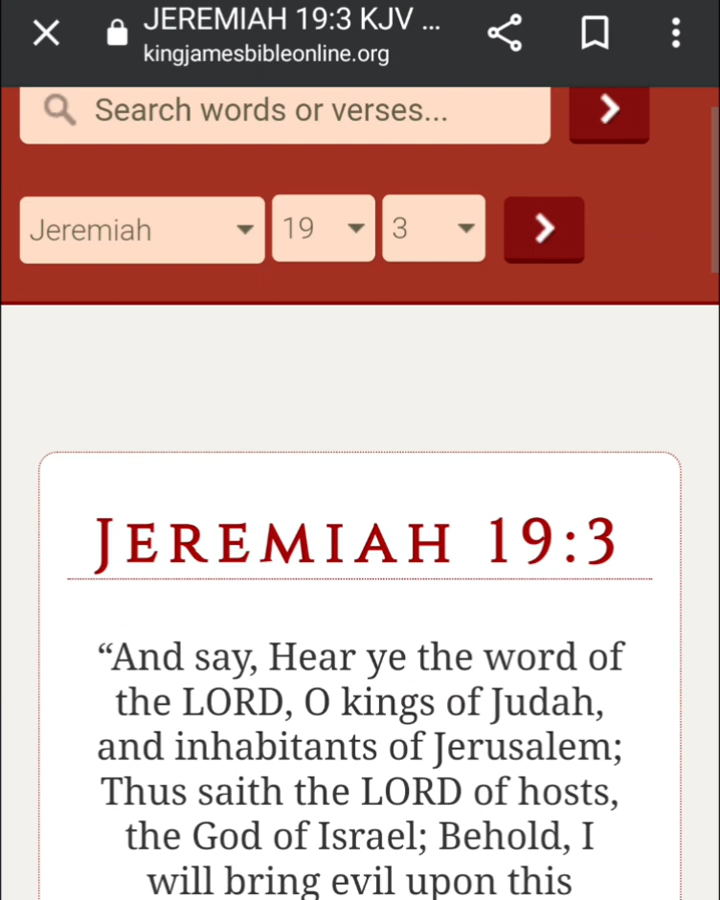 JEREMIAH 19:3 KJV ...
kingjamesbibleonline.org
Search words or verses...
Jeremiah 19 3
JEREMIAH 19:3
“And say, Hear ye the word of
the LORD, O kings of Judah,
and inhabitants of Jerusalem;
Thus saith the LORD of hosts,
the God of Israel; Behold, I
will bring evil upon this